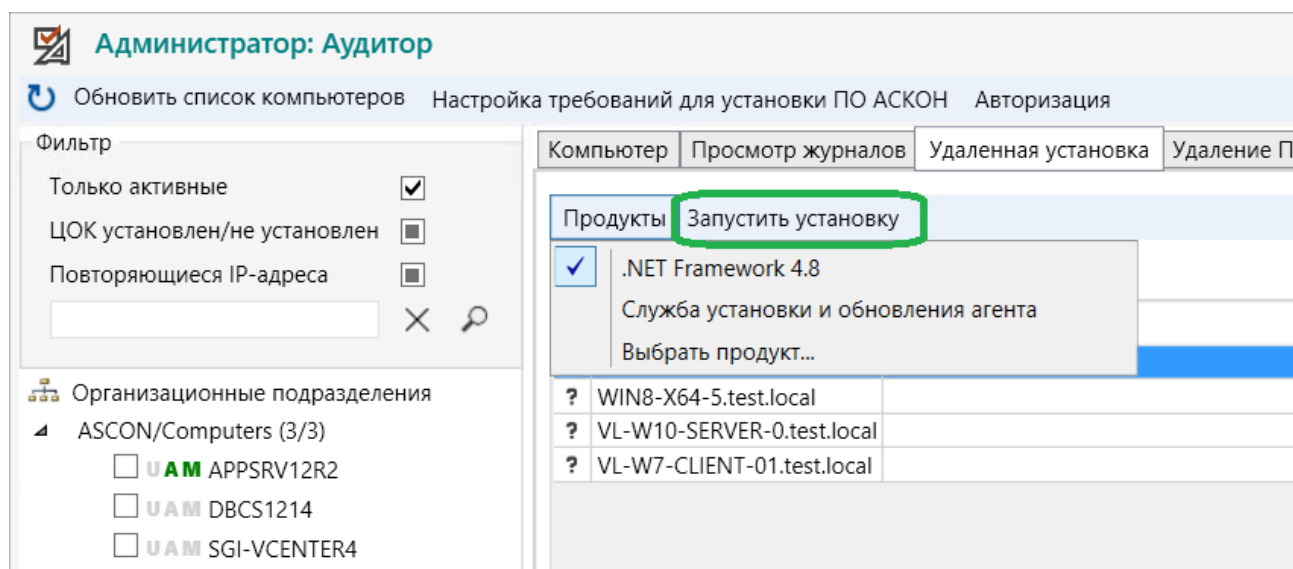 Администратор: Аудитор
Обновить список компьютеров Настройка требований для установки ПО АСКОН Авторизация
Фильтр
Только активные
ЦОК установлен/не установлен
Повторяющиеся IP-адреса
Организационные подразделения
ASCON/Computers (3/3)
UAM APPSRV12R2
UAM DBCS1214
UAM SGI-VCENTER4
Компьютер Просмотр журналов Удаленная установка Удаление П
Продукты Запустить установку
.NET Framework 4.8
Служба установки и обновления агента
Выбрать продукт...
? WIN8-X64-5.test.local
? VL-W10-SERVER-0.test.local
? VL-W7-CLIENT-01.test.local